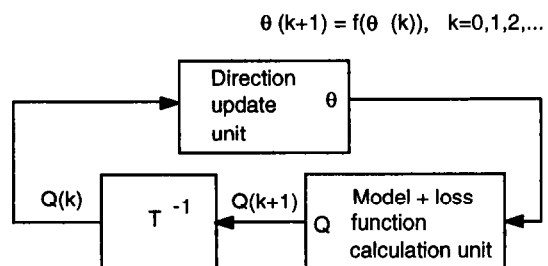 θ (k+1) = f(θ (k)), k=0,1,2,...
Direction
update
unit
θ
Q(k)
T -1
Q(k+1)
Q
Model + loss
function
calculation unit